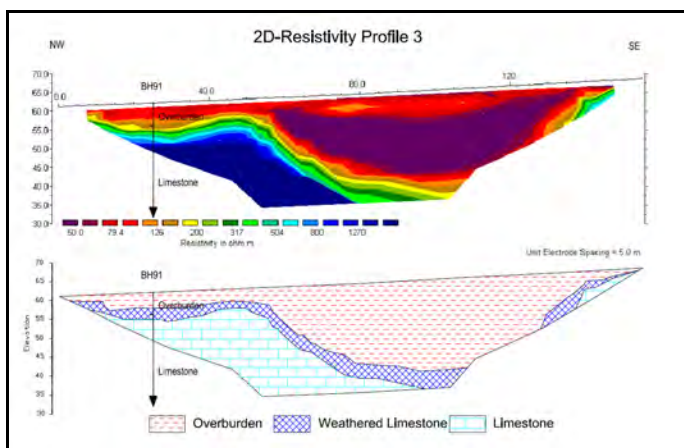 2D-Resistivity Profile 3
NW
SE
BH91
70.0
65.0
60.0
55.0
50.0
45.0
40.0
35.0
30.0
0.0
40.0
80.0
120
Overburden
Limestone
50.0 79.4 126 200 317 504 800 1270
Resistivity in ohm m
Unit Electrode Spacing = 5.0 m
BH91
70
65
60
55
50
45
40
35
30
Elevation
Overburden
Limestone
Overburden Weathered Limestone Limestone